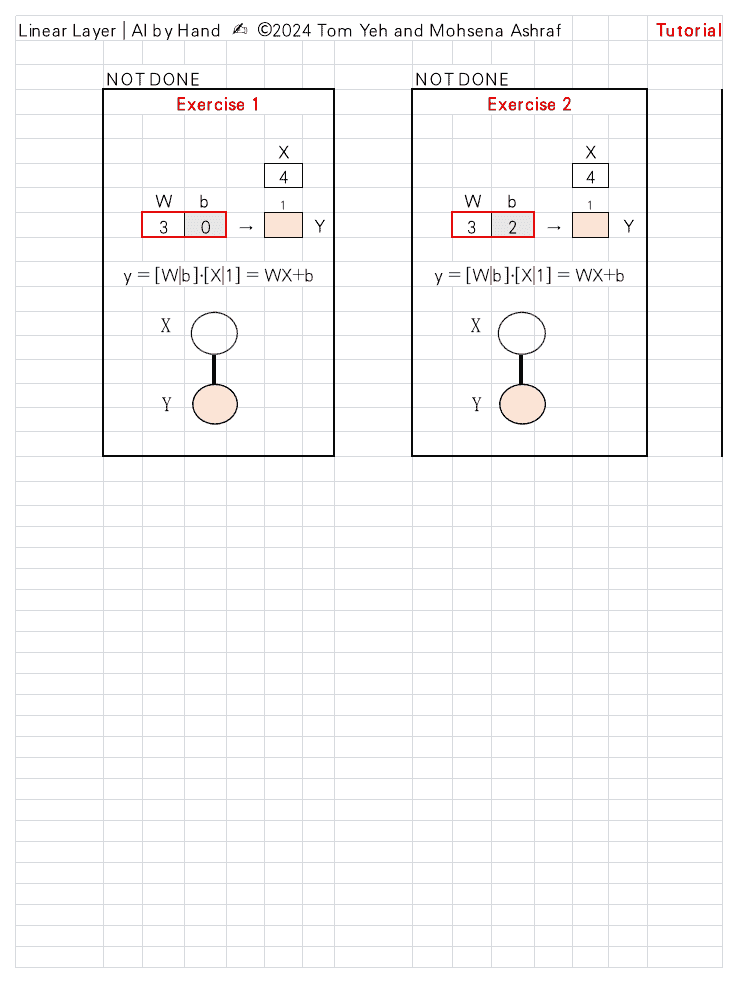 Linear Layer | AI by Hand ✍ ©2024 Tom Yeh and Mohsena Ashraf Tutorial
NOT DONE
Exercise 1
X
4
W b 1
3 0 → Y
y = [W|b]·[X|1] = WX+b
X
Y
NOT DONE
Exercise 2
X
4
W b 1
3 2 → Y
y = [W|b]·[X|1] = WX+b
X
Y